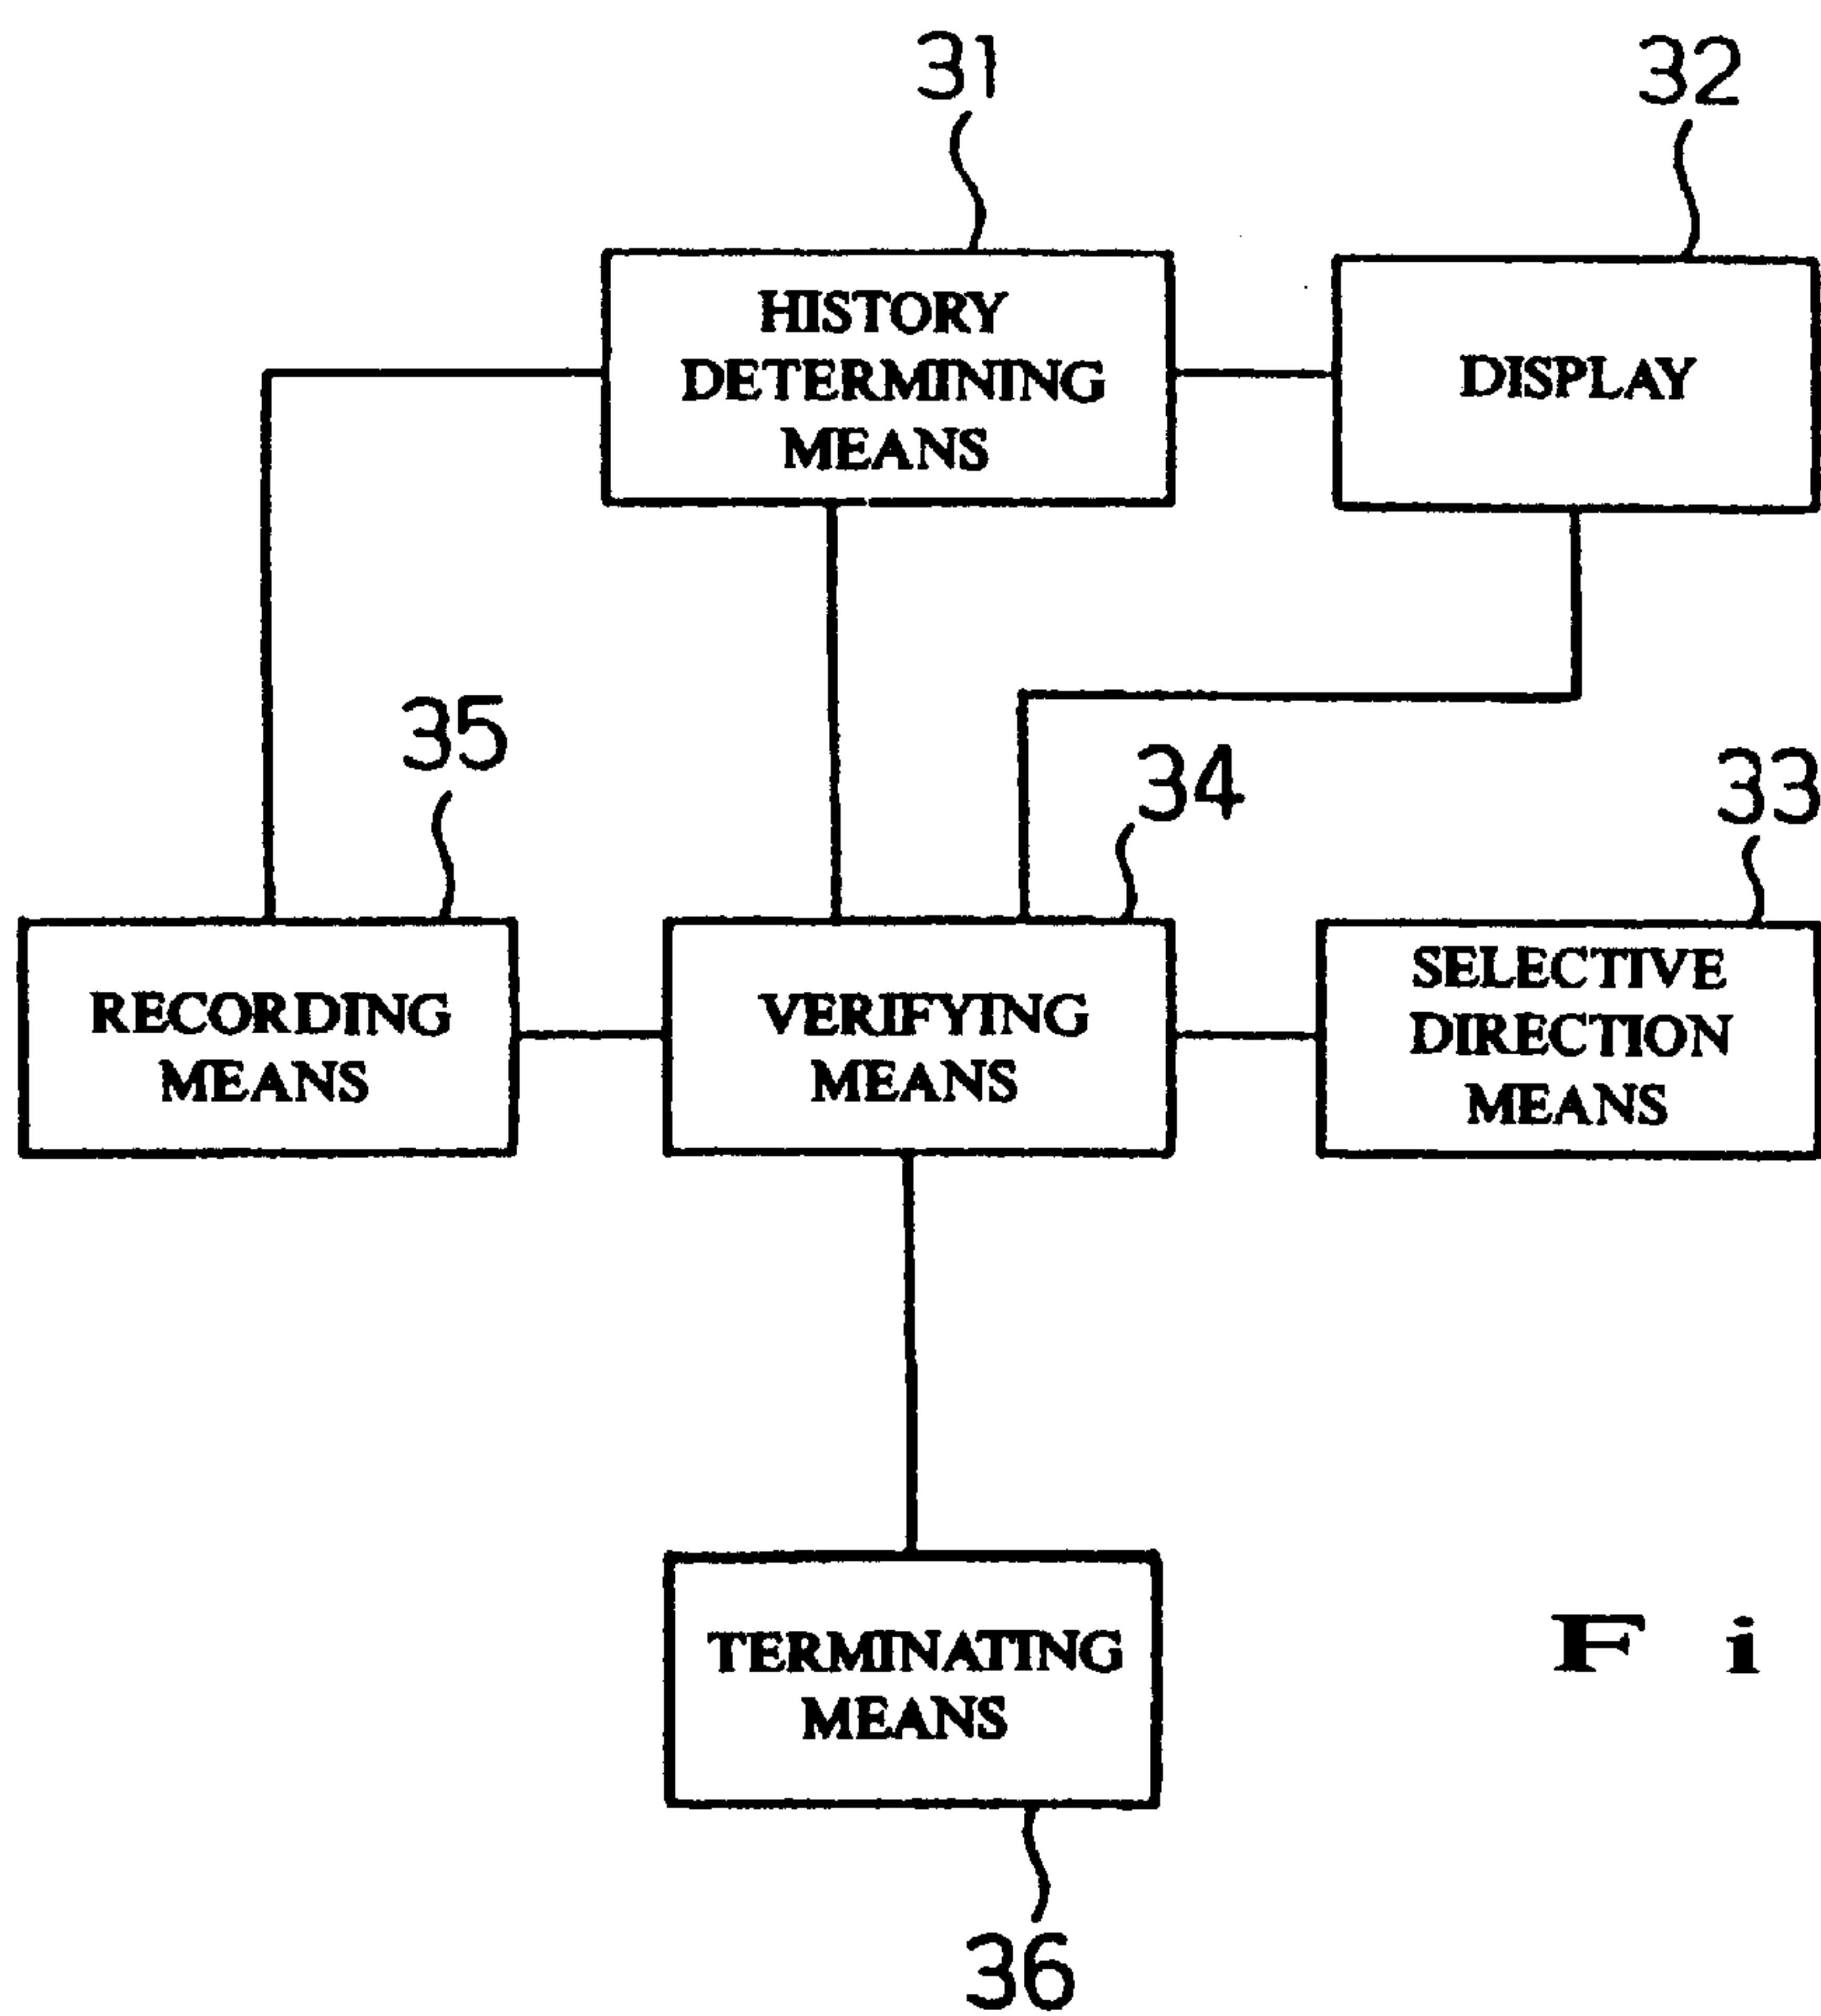 31
32
HISTORY
DETERMINING
MEANS
DISPLAY
35
34
33
RECORDING
MEANS
VERIFYING
MEANS
SELECTIVE
DIRECTION
MEANS
TERMINATING
MEANS
F i
36